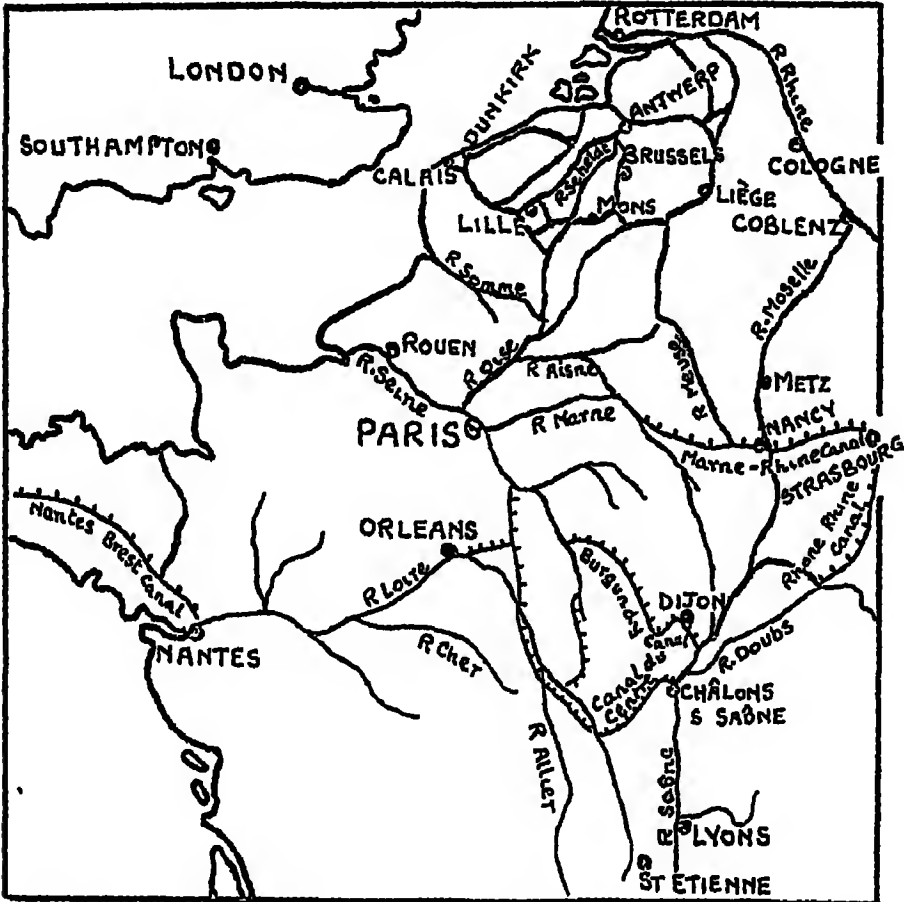 ROTTERDAM
LONDON
R Rhine
DUNKIRK
ANTWERP
SOUTHAMPTON
BRUSSELS
COLOGNE
CALAIS
R Schelde
LIÈGE
LILLE
MONS
COBLENZ
R Somme
R. Moselle
ROUEN
R. Seine
R Oise
R Aisne
R Meuse
METZ
PARIS
R Marne
NANCY
Marne-Rhine Canal
STRASBOURG
Nantes Brest Canal
ORLEANS
Rhone Rhine
Canal
Burgundy
Canal
R Loire
DIJON
NANTES
R Cher
R. Doubs
Canal du
Centre
CHÂLONS
S SAÔNE
R Allier
R Saône
LYONS
ST ETIENNE